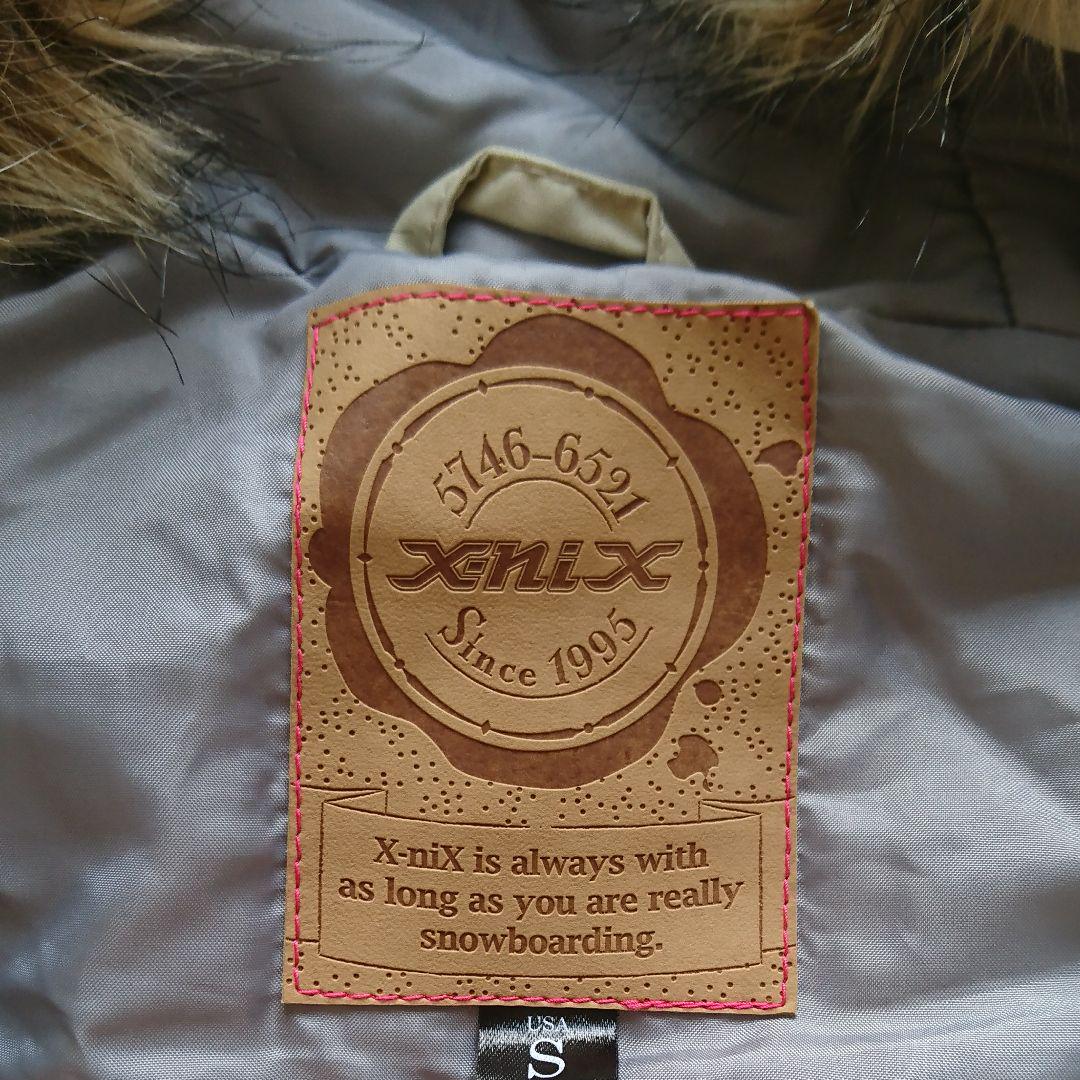 5746-6521
X-niX
Since 1995
X-niX is always with
as long as you are really
snowboarding.
USA
S